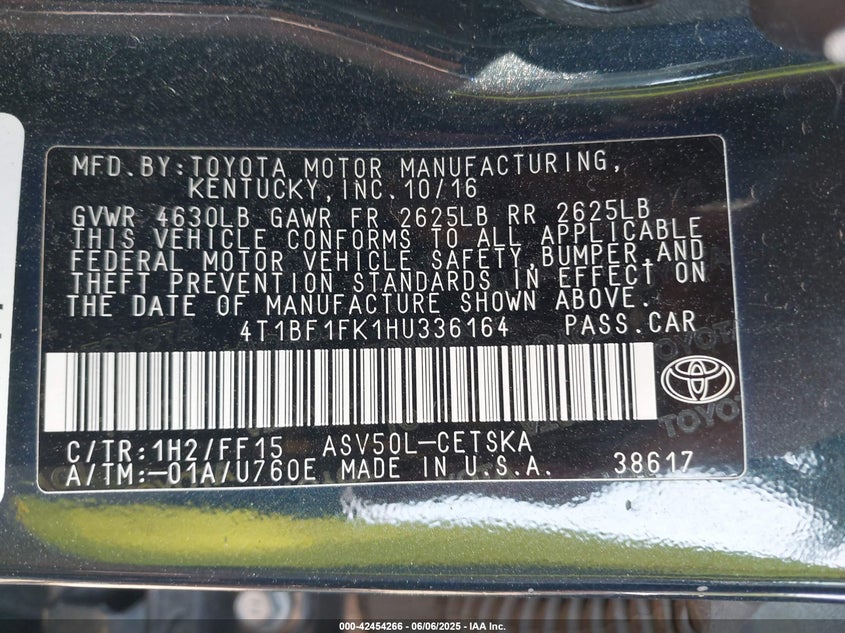 MFD.BY:TOYOTA MOTOR MANUFACTURING,
KENTUCKY,INC.10/16
GVWR 4630LB GAWR FR 2625LB RR 2625LB
THIS VEHICLE CONFORMS TO ALL APPLICABLE
FEDERAL MOTOR VEHICLE SAFETY,BUMPER,AND
THEFT PREVENTION STANDARDS IN EFFECT ON
THE DATE OF MANUFACTURE SHOWN ABOVE.
4T1BF1FK1HU336164 PASS.CAR
C/TR:1H2/FF15 ASV50L-CETSKA
A/TM:-01A/U760E MADE IN U.S.A. 38617
TOYOTA
000-42454266 - 06/06/2025 - IAA Inc.